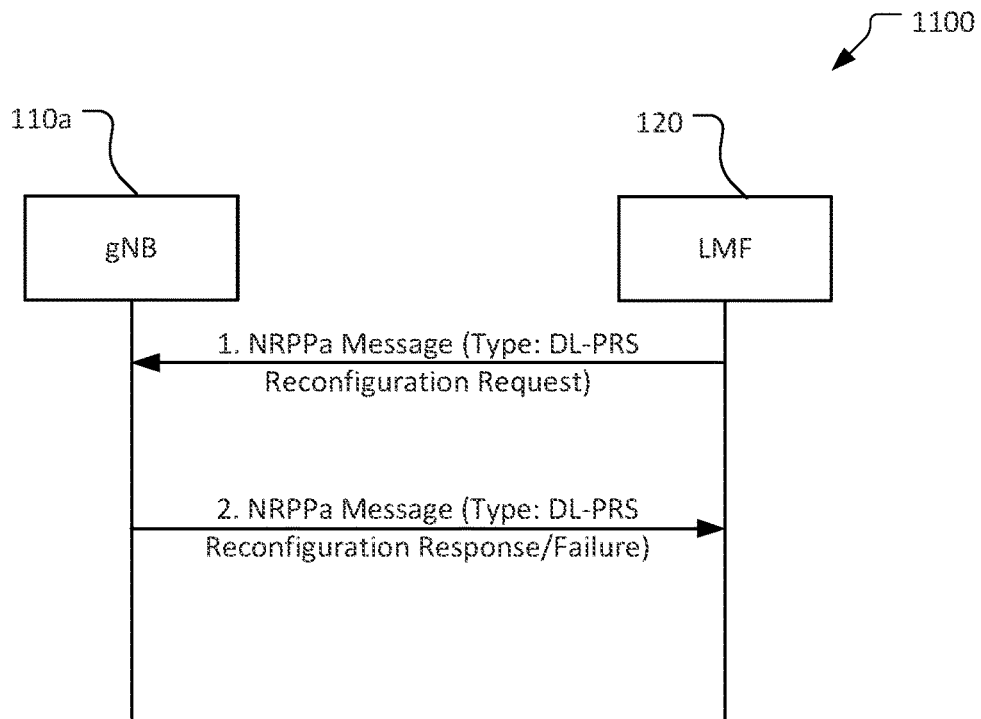 1100
110a
120
gNB
LMF
1. NRPPa Message (Type: DL-PRS
Reconfiguration Request)
2. NRPPa Message (Type: DL-PRS
Reconfiguration Response/Failure)